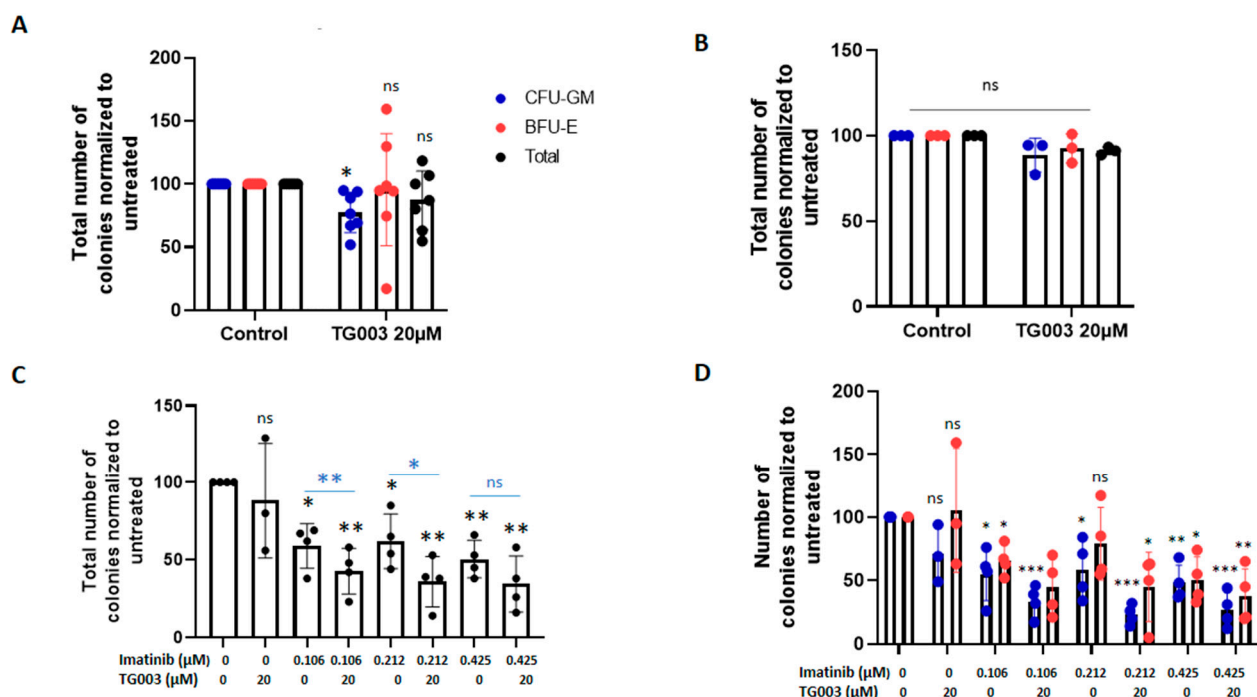 A
Total number of
colonies normalized to
untreated
200
150
100
50
0
ns
ns
*
Control
TG003 20µM
CFU-GM
BFU-E
Total
B
Total number of
colonies normalized to
untreated
150
100
50
0
ns
Control
TG003 20µM
C
Total number of
colonies normalized to
untreated
150
100
50
0
ns
*
**
**
*
**
*
**
ns
**
Imatinib (µM) 0 0 0.106 0.106 0.212 0.212 0.425 0.425
TG003 (µM) 0 20 0 20 0 20 0 20
D
Number of
colonies normalized to
untreated
200
150
100
50
0
ns
ns
* *
***
*
ns
***
*
** *
***
**
Imatinib (µM) 0 0 0.106 0.106 0.212 0.212 0.425 0.425
TG003 (µM) 0 20 0 20 0 20 0 20